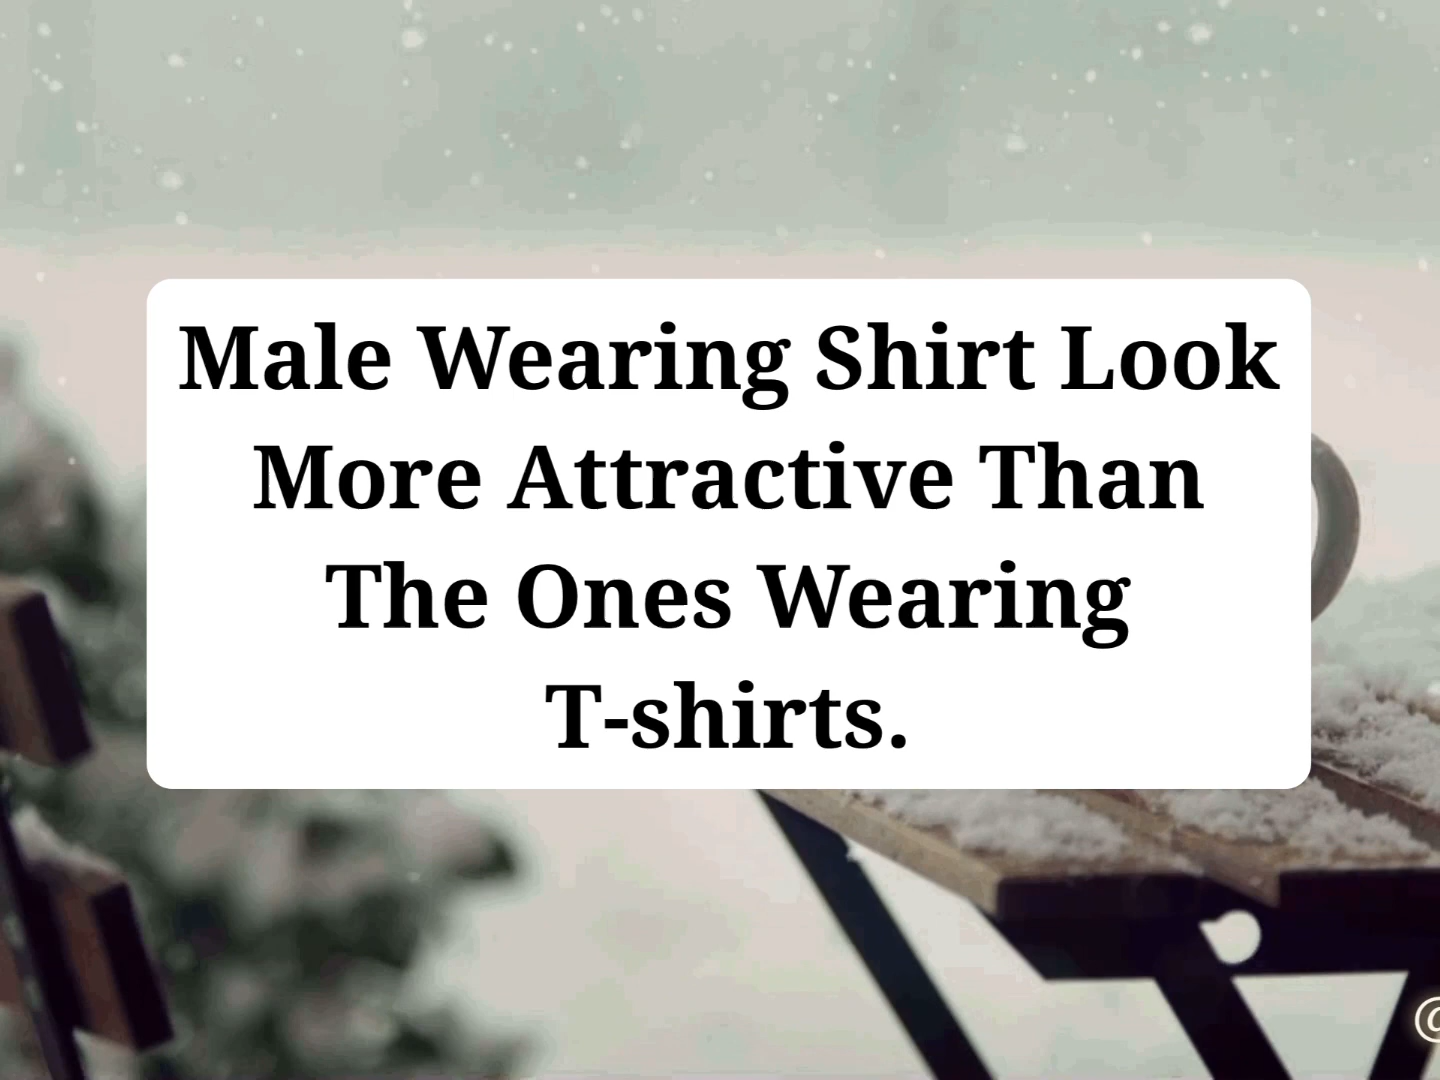 Male Wearing Shirt Look
More Attractive Than
The Ones Wearing
T-shirts.
@